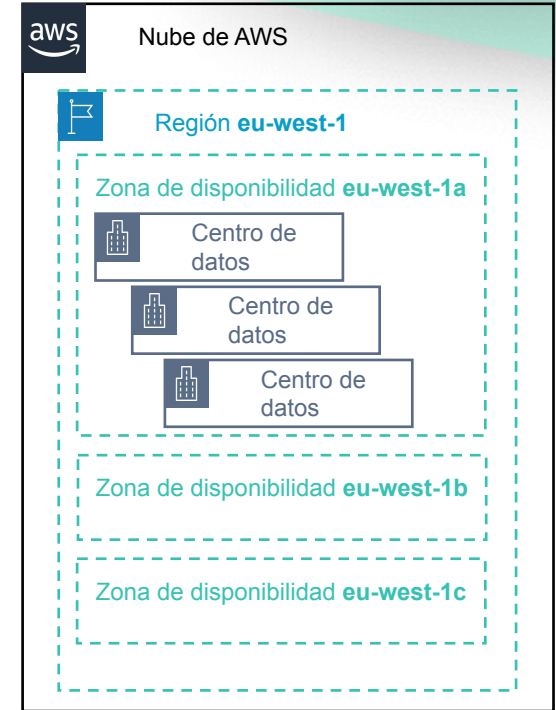 aws
Nube de AWS
Región eu-west-1
Zona de disponibilidad eu-west-1a
Centro de
datos
Centro de
datos
Centro de
datos
Zona de disponibilidad eu-west-1b
Zona de disponibilidad eu-west-1c